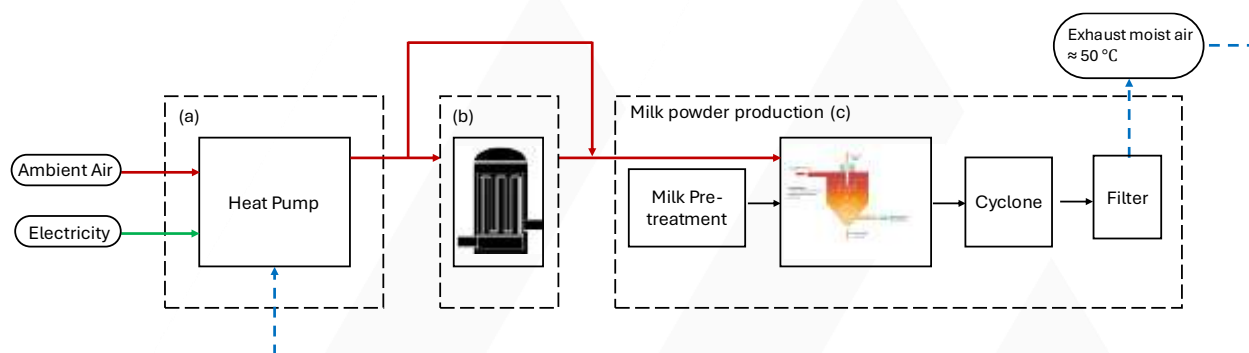 Exhaust moist air
≈ 50 °C
(a)
(b)
Milk powder production (c)
Ambient Air
Electricity
Heat Pump
Milk Pre-
treatment
Cyclone
Filter